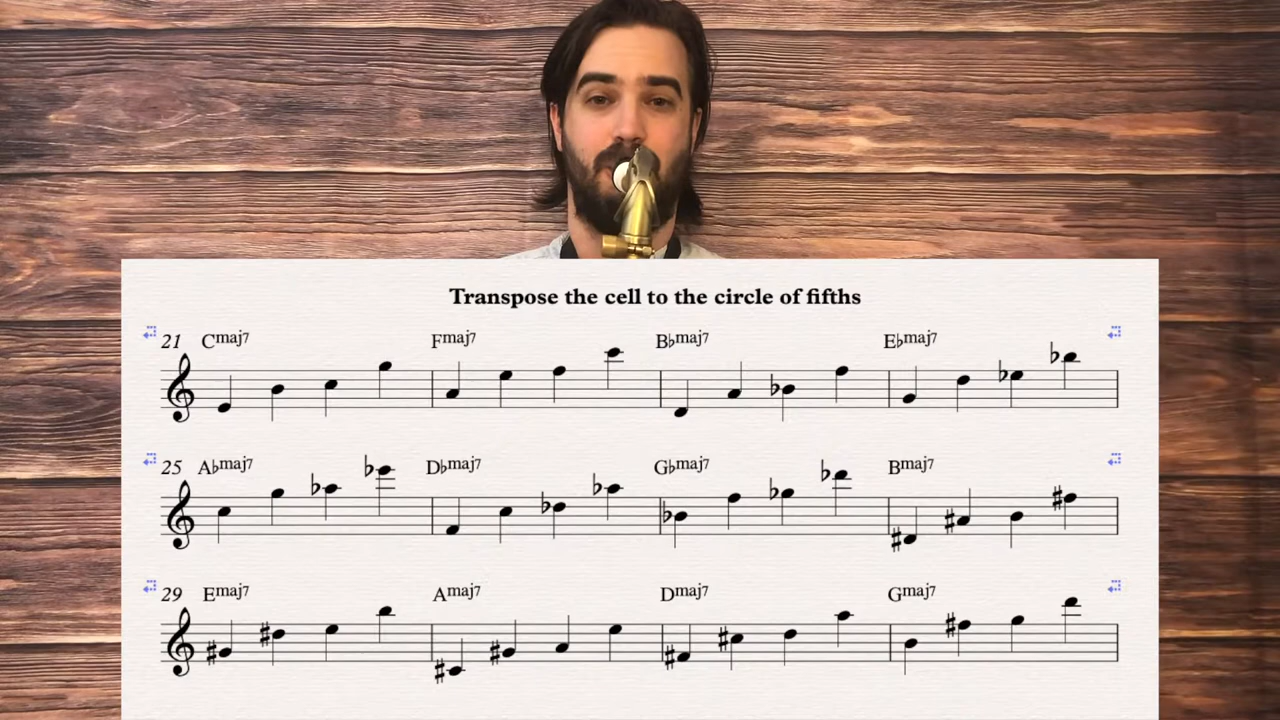 Transpose the cell to the circle of fifths
21 Cmaj7 Fmaj7 B♭maj7 E♭maj7
25 A♭maj7 D♭maj7 G♭maj7 Bmaj7
29 Emaj7 Amaj7 Dmaj7 Gmaj7